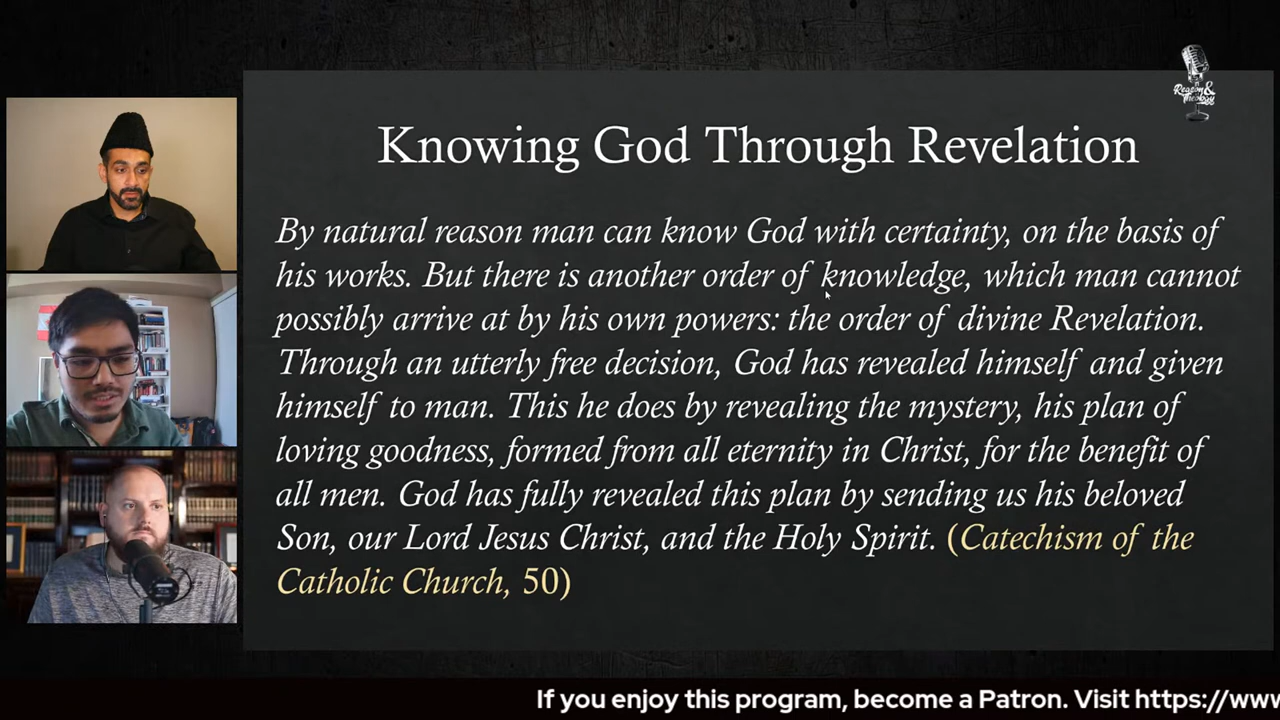 Reason &
Theology
Knowing God Through Revelation
By natural reason man can know God with certainty, on the basis of
his works. But there is another order of knowledge, which man cannot
possibly arrive at by his own powers: the order of divine Revelation.
Through an utterly free decision, God has revealed himself and given
himself to man. This he does by revealing the mystery, his plan of
loving goodness, formed from all eternity in Christ, for the benefit of
all men. God has fully revealed this plan by sending us his beloved
Son, our Lord Jesus Christ, and the Holy Spirit. (Catechism of the
Catholic Church, 50)
If you enjoy this program, become a Patron. Visit https://www